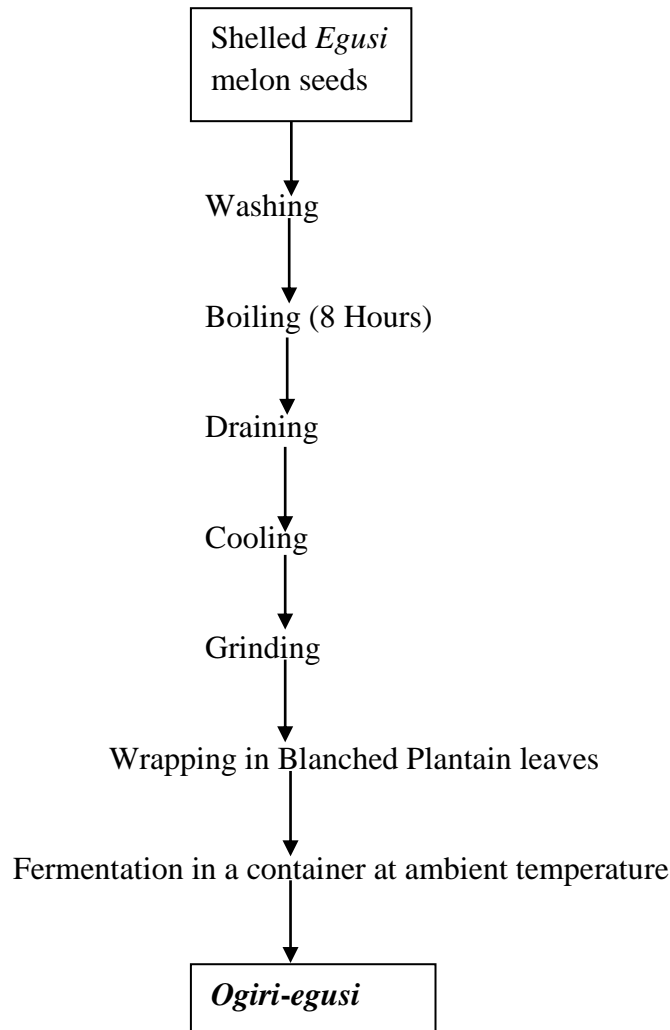 Shelled Egusi
melon seeds
Washing
Boiling (8 Hours)
Draining
Cooling
Grinding
Wrapping in Blanched Plantain leaves
Fermentation in a container at ambient temperature
Ogiri-egusi